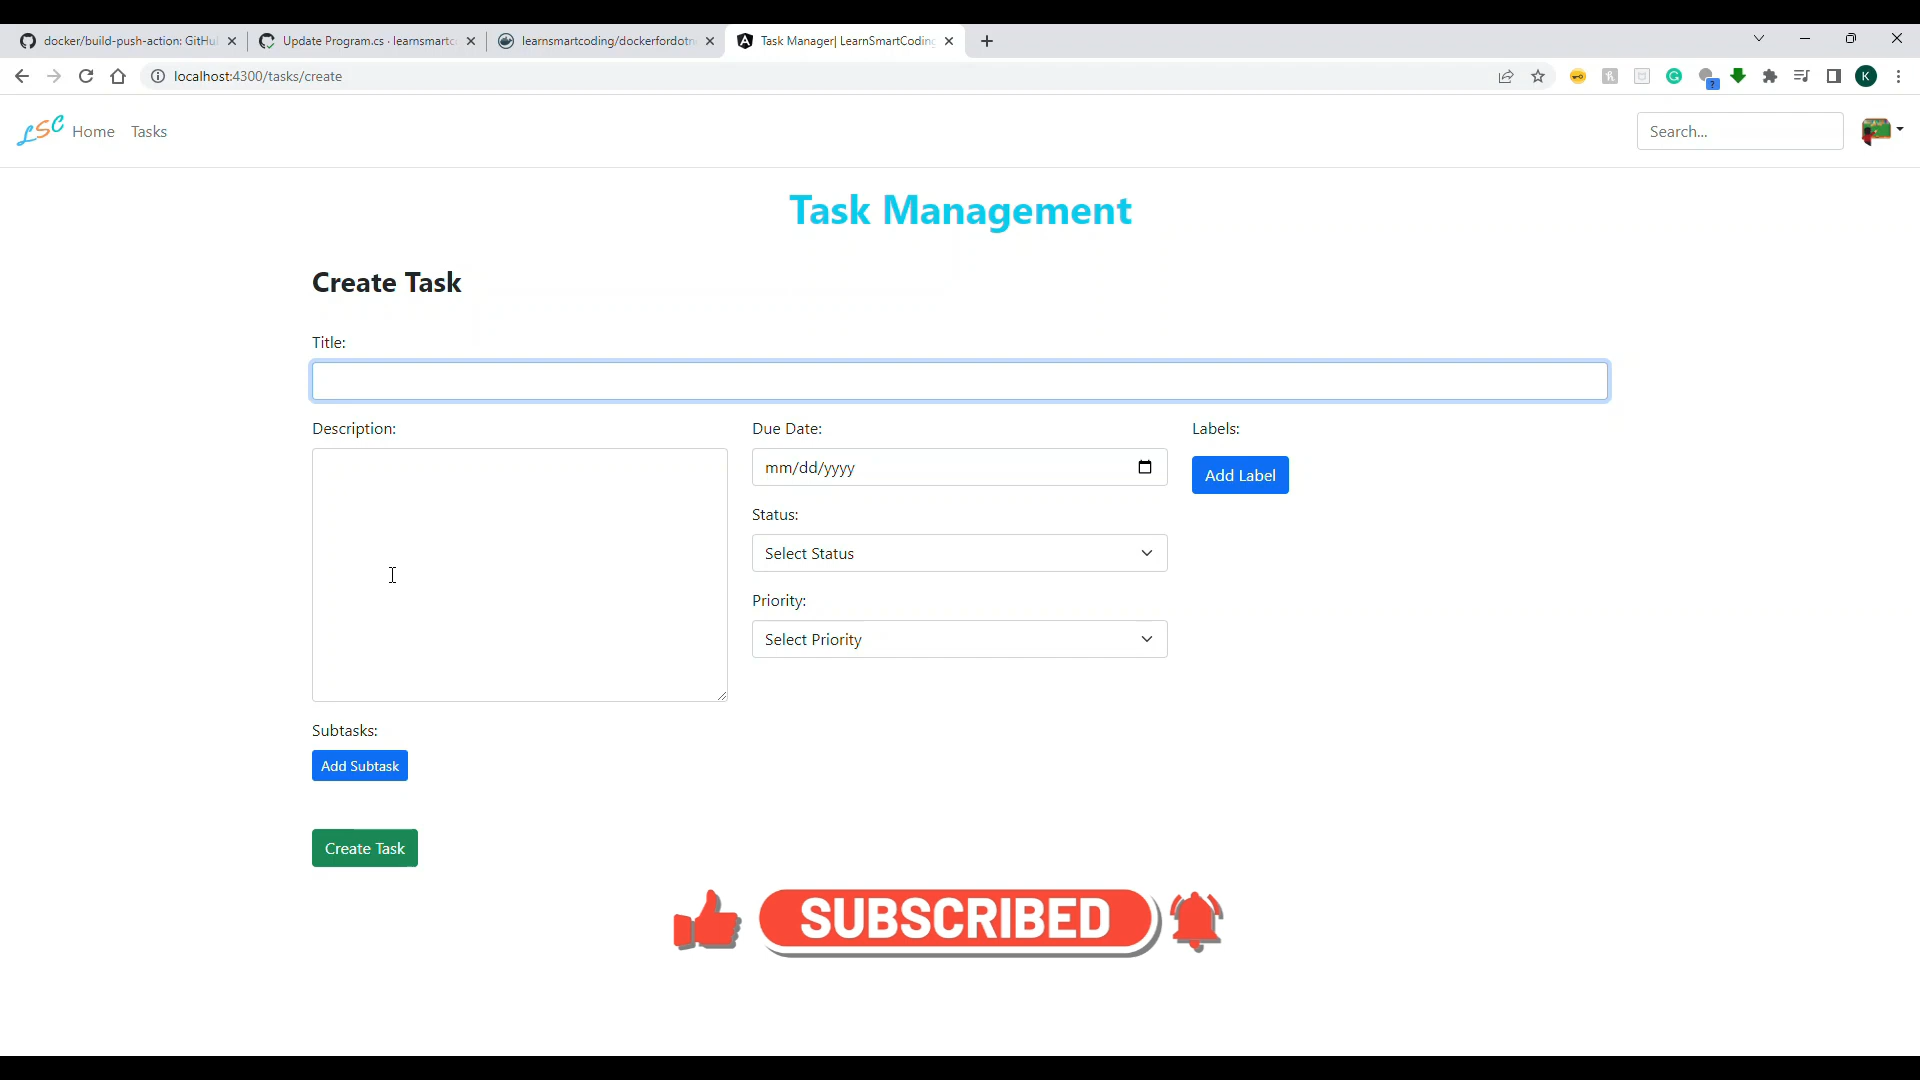 docker/build-push-action: GitHu
Update Program.cs · learnsmartc
learnsmartcoding/dockerfordotn
Task Manager| LearnSmartCoding
localhost:4300/tasks/create
K
LSC Home Tasks
Search...
Task Management
Create Task
Title:
Description:
Due Date:
Labels:
mm/dd/yyyy
Add Label
Status:
Select Status
Priority:
Select Priority
Subtasks:
Add Subtask
Create Task
SUBSCRIBED